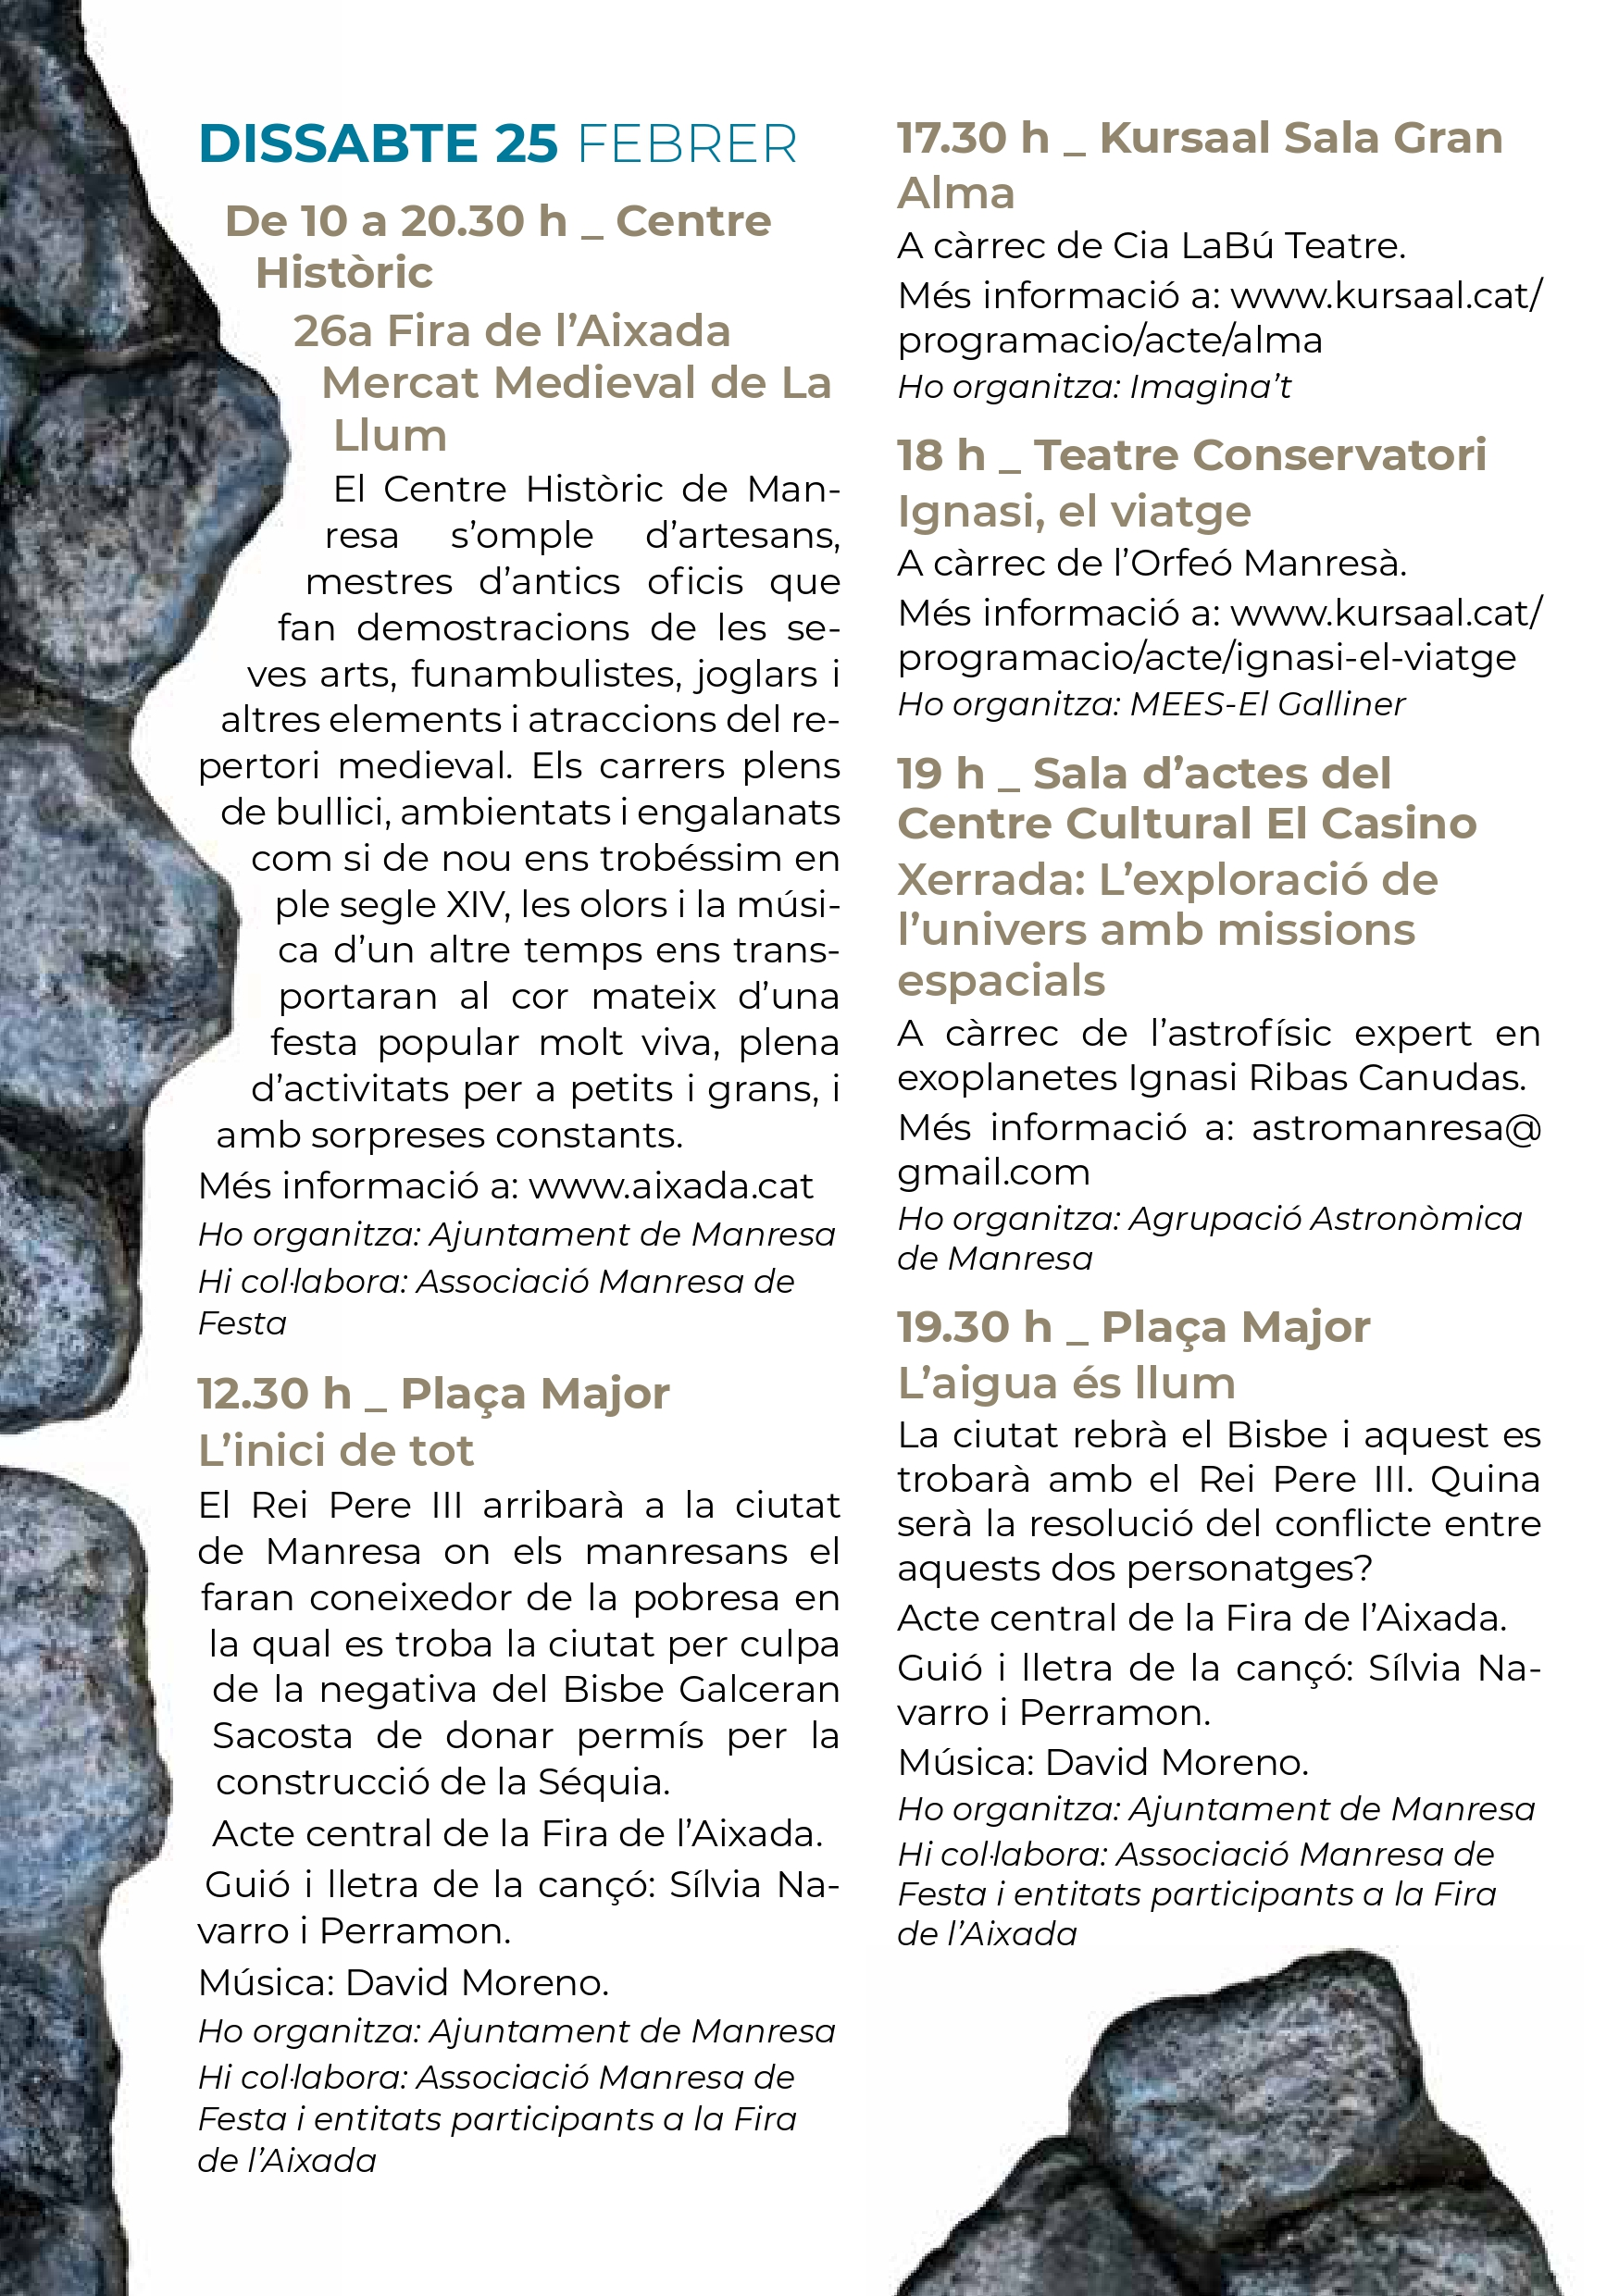 DISSABTE 25 FEBRER
De 10 a 20.30 h _ Centre
Històric
26a Fira de l’Aixada
Mercat Medieval de La
Llum
El Centre Històric de Man-
resa s’omple d’artesans,
mestres d’antics oficis que
fan demostracions de les se-
ves arts, funambulistes, joglars i
altres elements i atraccions del re-
pertori medieval. Els carrers plens
de bullici, ambientats i engalanats
com si de nou ens trobéssim en
ple segle XIV, les olors i la músi-
ca d’un altre temps ens trans-
portaran al cor mateix d’una
festa popular molt viva, plena
d’activitats per a petits i grans, i
amb sorpreses constants.
Més informació a: www.aixada.cat
Ho organitza: Ajuntament de Manresa
Hi col·labora: Associació Manresa de
Festa
12.30 h _ Plaça Major
L’inici de tot
El Rei Pere III arribarà a la ciutat
de Manresa on els manresans el
faran coneixedor de la pobresa en
la qual es troba la ciutat per culpa
de la negativa del Bisbe Galceran
Sacosta de donar permís per la
construcció de la Séquia.
Acte central de la Fira de l’Aixada.
Guió i lletra de la cançó: Sílvia Na-
varro i Perramon.
Música: David Moreno.
Ho organitza: Ajuntament de Manresa
Hi col·labora: Associació Manresa de
Festa i entitats participants a la Fira
de l’Aixada
17.30 h _ Kursaal Sala Gran
Alma
A càrrec de Cia LaBú Teatre.
Més informació a: www.kursaal.cat/
programacio/acte/alma
Ho organitza: Imagina’t
18 h _ Teatre Conservatori
Ignasi, el viatge
A càrrec de l’Orfeó Manresà.
Més informació a: www.kursaal.cat/
programacio/acte/ignasi-el-viatge
Ho organitza: MEES-El Galliner
19 h _ Sala d’actes del
Centre Cultural El Casino
Xerrada: L’exploració de
l’univers amb missions
espacials
A càrrec de l’astrofísic expert en
exoplanetes Ignasi Ribas Canudas.
Més informació a: astromanresa@
gmail.com
Ho organitza: Agrupació Astronòmica
de Manresa
19.30 h _ Plaça Major
L’aigua és llum
La ciutat rebrà el Bisbe i aquest es
trobarà amb el Rei Pere III. Quina
serà la resolució del conflicte entre
aquests dos personatges?
Acte central de la Fira de l’Aixada.
Guió i lletra de la cançó: Sílvia Na-
varro i Perramon.
Música: David Moreno.
Ho organitza: Ajuntament de Manresa
Hi col·labora: Associació Manresa de
Festa i entitats participants a la Fira
de l’Aixada